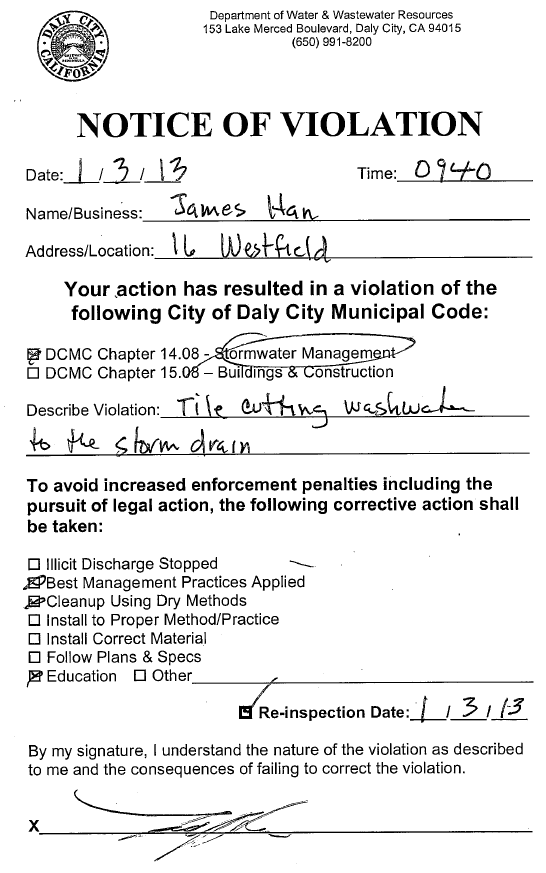 DALY CITY
CALIFORNIA
Department of Water & Wastewater Resources
153 Lake Merced Boulevard, Daly City, CA 94015
(650) 991-8200
NOTICE OF VIOLATION
Date: 1 / 3 / 13 Time: 0940
Name/Business: James Han
Address/Location: 16 Westfield
Your action has resulted in a violation of the
following City of Daly City Municipal Code:
☒ DCMC Chapter 14.08 - Stormwater Management
☐ DCMC Chapter 15.08 – Buildings & Construction
Describe Violation: Tile cutting washwater
to the storm drain
To avoid increased enforcement penalties including the
pursuit of legal action, the following corrective action shall
be taken:
☐ Illicit Discharge Stopped
☒ Best Management Practices Applied
☒ Cleanup Using Dry Methods
☐ Install to Proper Method/Practice
☐ Install Correct Material
☐ Follow Plans & Specs
☒ Education ☐ Other
☑ Re-inspection Date: 1 / 3 / 13
By my signature, I understand the nature of the violation as described
to me and the consequences of failing to correct the violation.
X